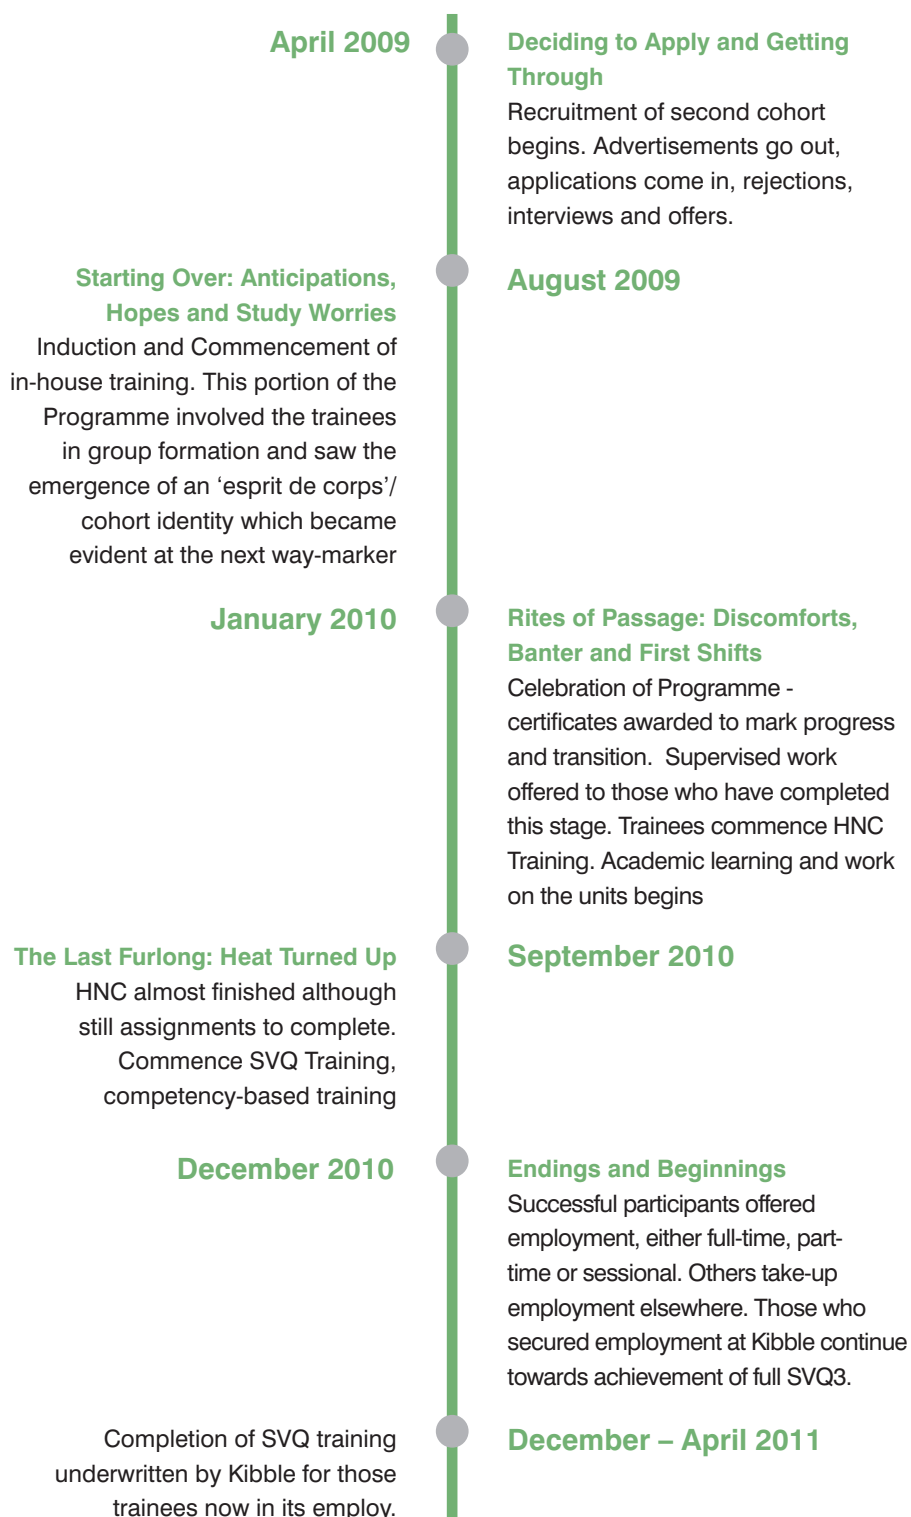 April 2009
Deciding to Apply and Getting
Through
Recruitment of second cohort
begins. Advertisements go out,
applications come in, rejections,
interviews and offers.
August 2009
Starting Over: Anticipations,
Hopes and Study Worries
Induction and Commencement of
in-house training. This portion of the
Programme involved the trainees
in group formation and saw the
emergence of an ‘esprit de corps’/
cohort identity which became
evident at the next way-marker
January 2010
Rites of Passage: Discomforts,
Banter and First Shifts
Celebration of Programme -
certificates awarded to mark progress
and transition.  Supervised work
offered to those who have completed
this stage. Trainees commence HNC
Training. Academic learning and work
on the units begins
September 2010
The Last Furlong: Heat Turned Up
HNC almost finished although
still assignments to complete.
Commence SVQ Training,
competency-based training
December 2010
Endings and Beginnings
Successful participants offered
employment, either full-time, part-
time or sessional. Others take-up
employment elsewhere. Those who
secured employment at Kibble continue
towards achievement of full SVQ3.
December – April 2011
Completion of SVQ training
underwritten by Kibble for those
trainees now in its employ.